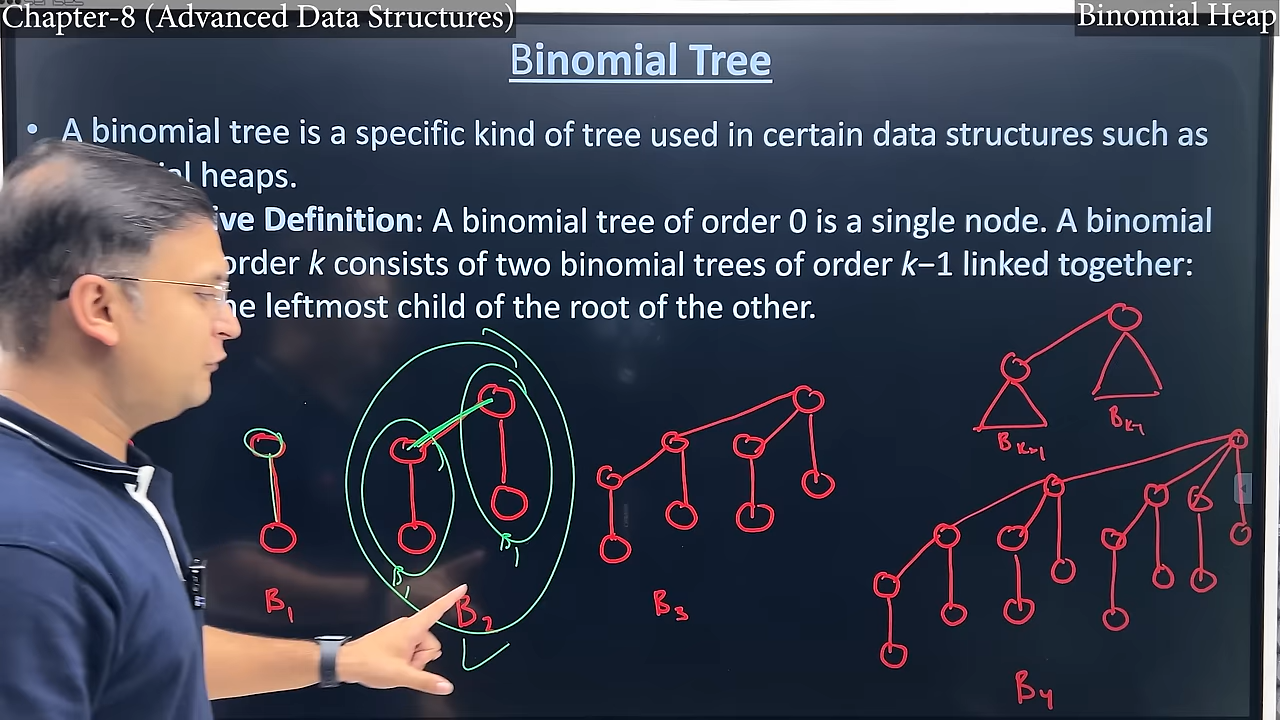 Chapter-8 (Advanced Data Structures)
Binomial Heap
Binomial Tree
• A binomial tree is a specific kind of tree used in certain data structures such as
al heaps.
ive Definition: A binomial tree of order 0 is a single node. A binomial
order k consists of two binomial trees of order k−1 linked together:
he leftmost child of the root of the other.
B1
B1
B1
B2
B3
Bk-1
Bk-1
B4